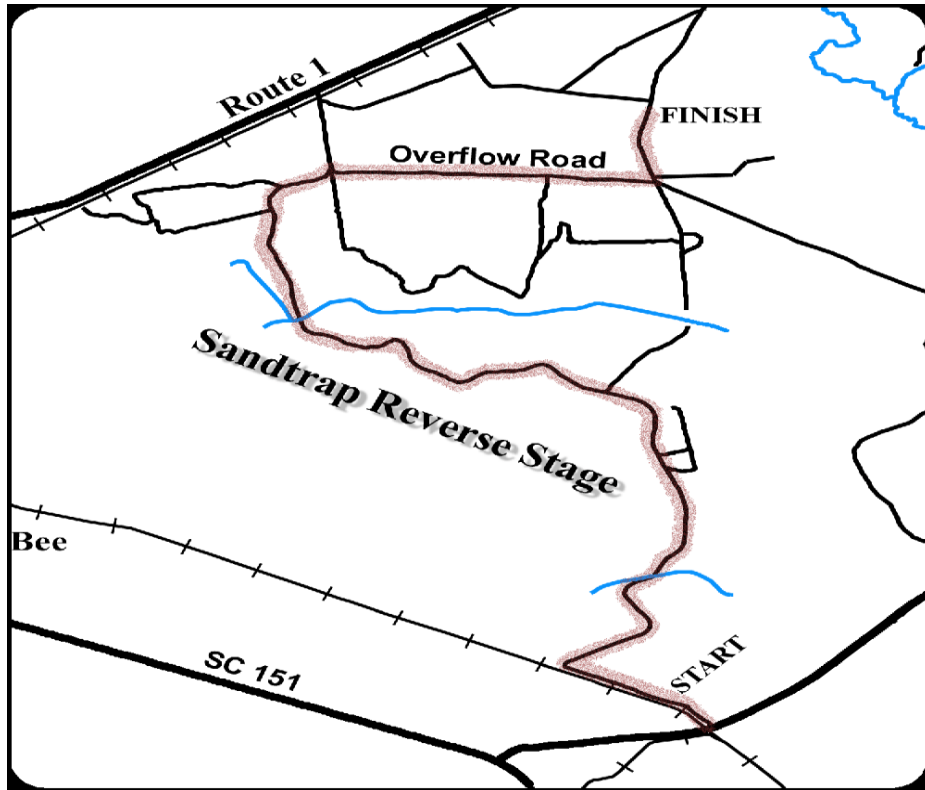 Route 1
FINISH
Overflow Road
Sandtrap Reverse Stage
Bee
START
SC 151